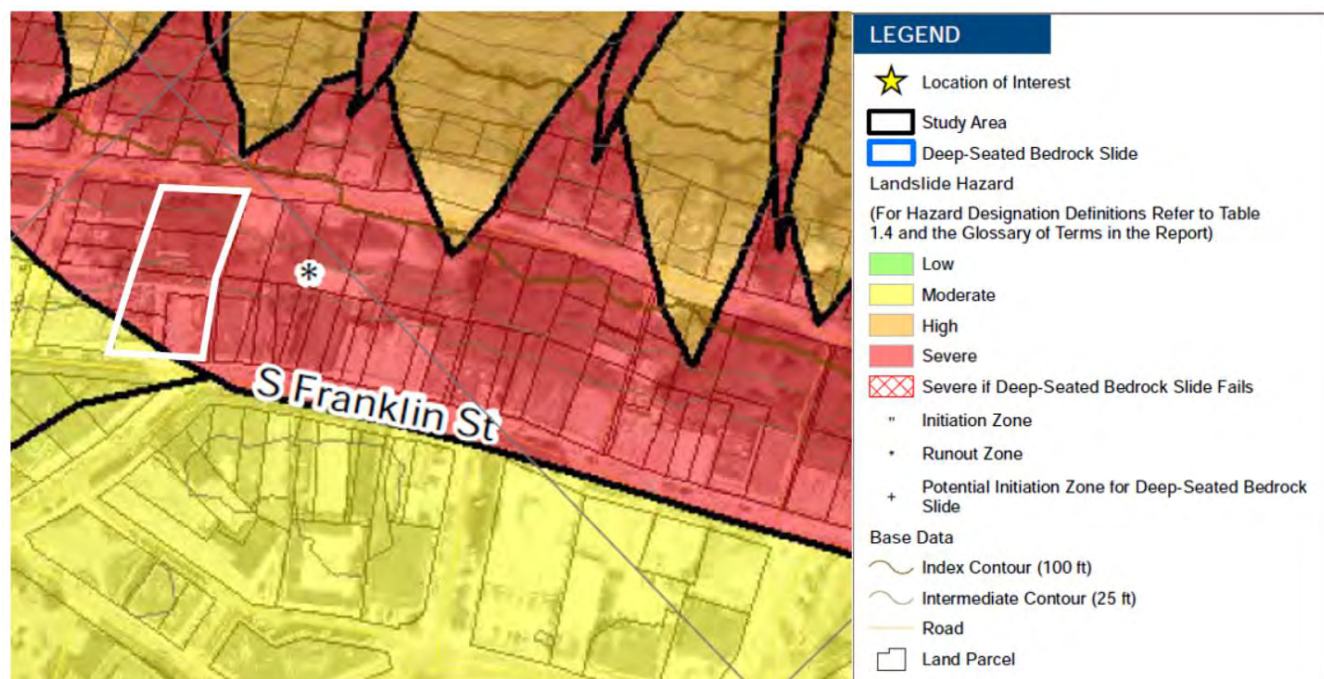 LEGEND
Location of Interest
Study Area
Deep-Seated Bedrock Slide
Landslide Hazard
(For Hazard Designation Definitions Refer to Table
1.4 and the Glossary of Terms in the Report)
Low
Moderate
High
Severe
Severe if Deep-Seated Bedrock Slide Fails
" Initiation Zone
* Runout Zone
+ Potential Initiation Zone for Deep-Seated Bedrock
Slide
Base Data
Index Contour (100 ft)
Intermediate Contour (25 ft)
Road
Land Parcel
*
S Franklin St